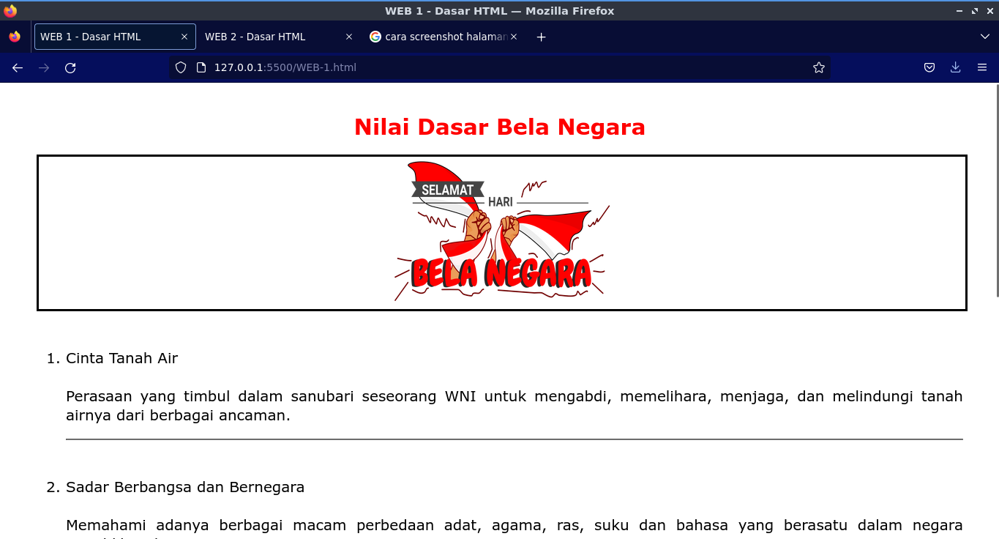 WEB 1 - Dasar HTML — Mozilla Firefox
WEB 1 - Dasar HTML
WEB 2 - Dasar HTML
cara screenshot halaman
127.0.0.1:5500/WEB-1.html
Nilai Dasar Bela Negara
SELAMAT
HARI
BELA NEGARA
1. Cinta Tanah Air
Perasaan yang timbul dalam sanubari seseorang WNI untuk mengabdi, memelihara, menjaga, dan melindungi tanah
airnya dari berbagai ancaman.
2. Sadar Berbangsa dan Bernegara
Memahami adanya berbagai macam perbedaan adat, agama, ras, suku dan bahasa yang berasatu dalam negara